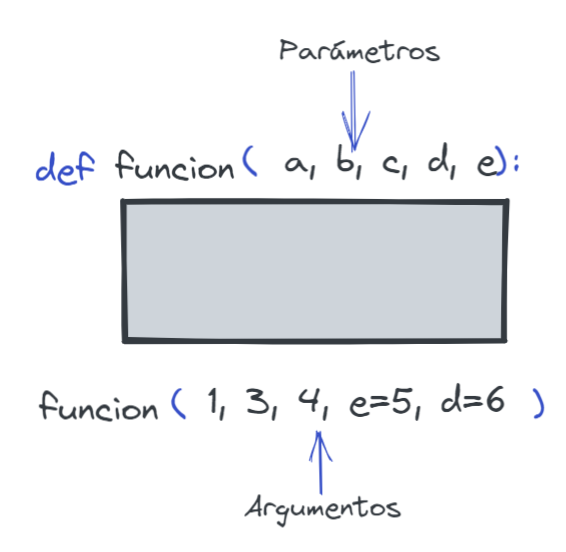 Parámetros
def funcion( a, b, c, d, e):
funcion( 1, 3, 4, e=5, d=6 )
Argumentos